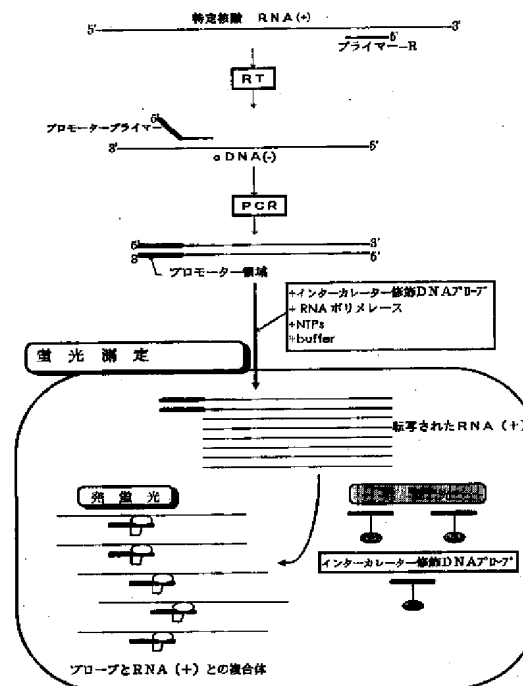 特定核酸 RNA(+)
5' 3'
5'
プライマーR
RT
5'
プロモータープライマー
3' 5'
cDNA(-)
PCR
5' 3'
3' 5'
プロモーター領域
+インターカレーター修飾DNAプローブ
+ RNAポリメレース
+NTPs
+buffer
蛍光測定
転写されたRNA(+)
発蛍光
インターカレーター修飾DNAプローブ
プローブとRNA(+)との複合体